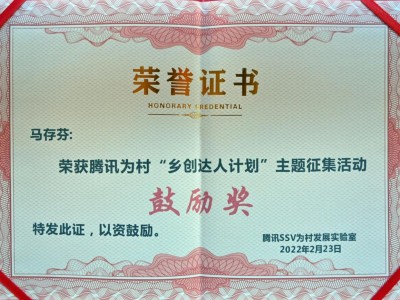 荣誉证书
HONORARY CREDENTIAL
马存芬:
荣获腾讯为村“乡创达人计划”主题征集活动
鼓励奖
特发此证，以资鼓励。
腾讯SSV为村发展实验室
2022年2月23日